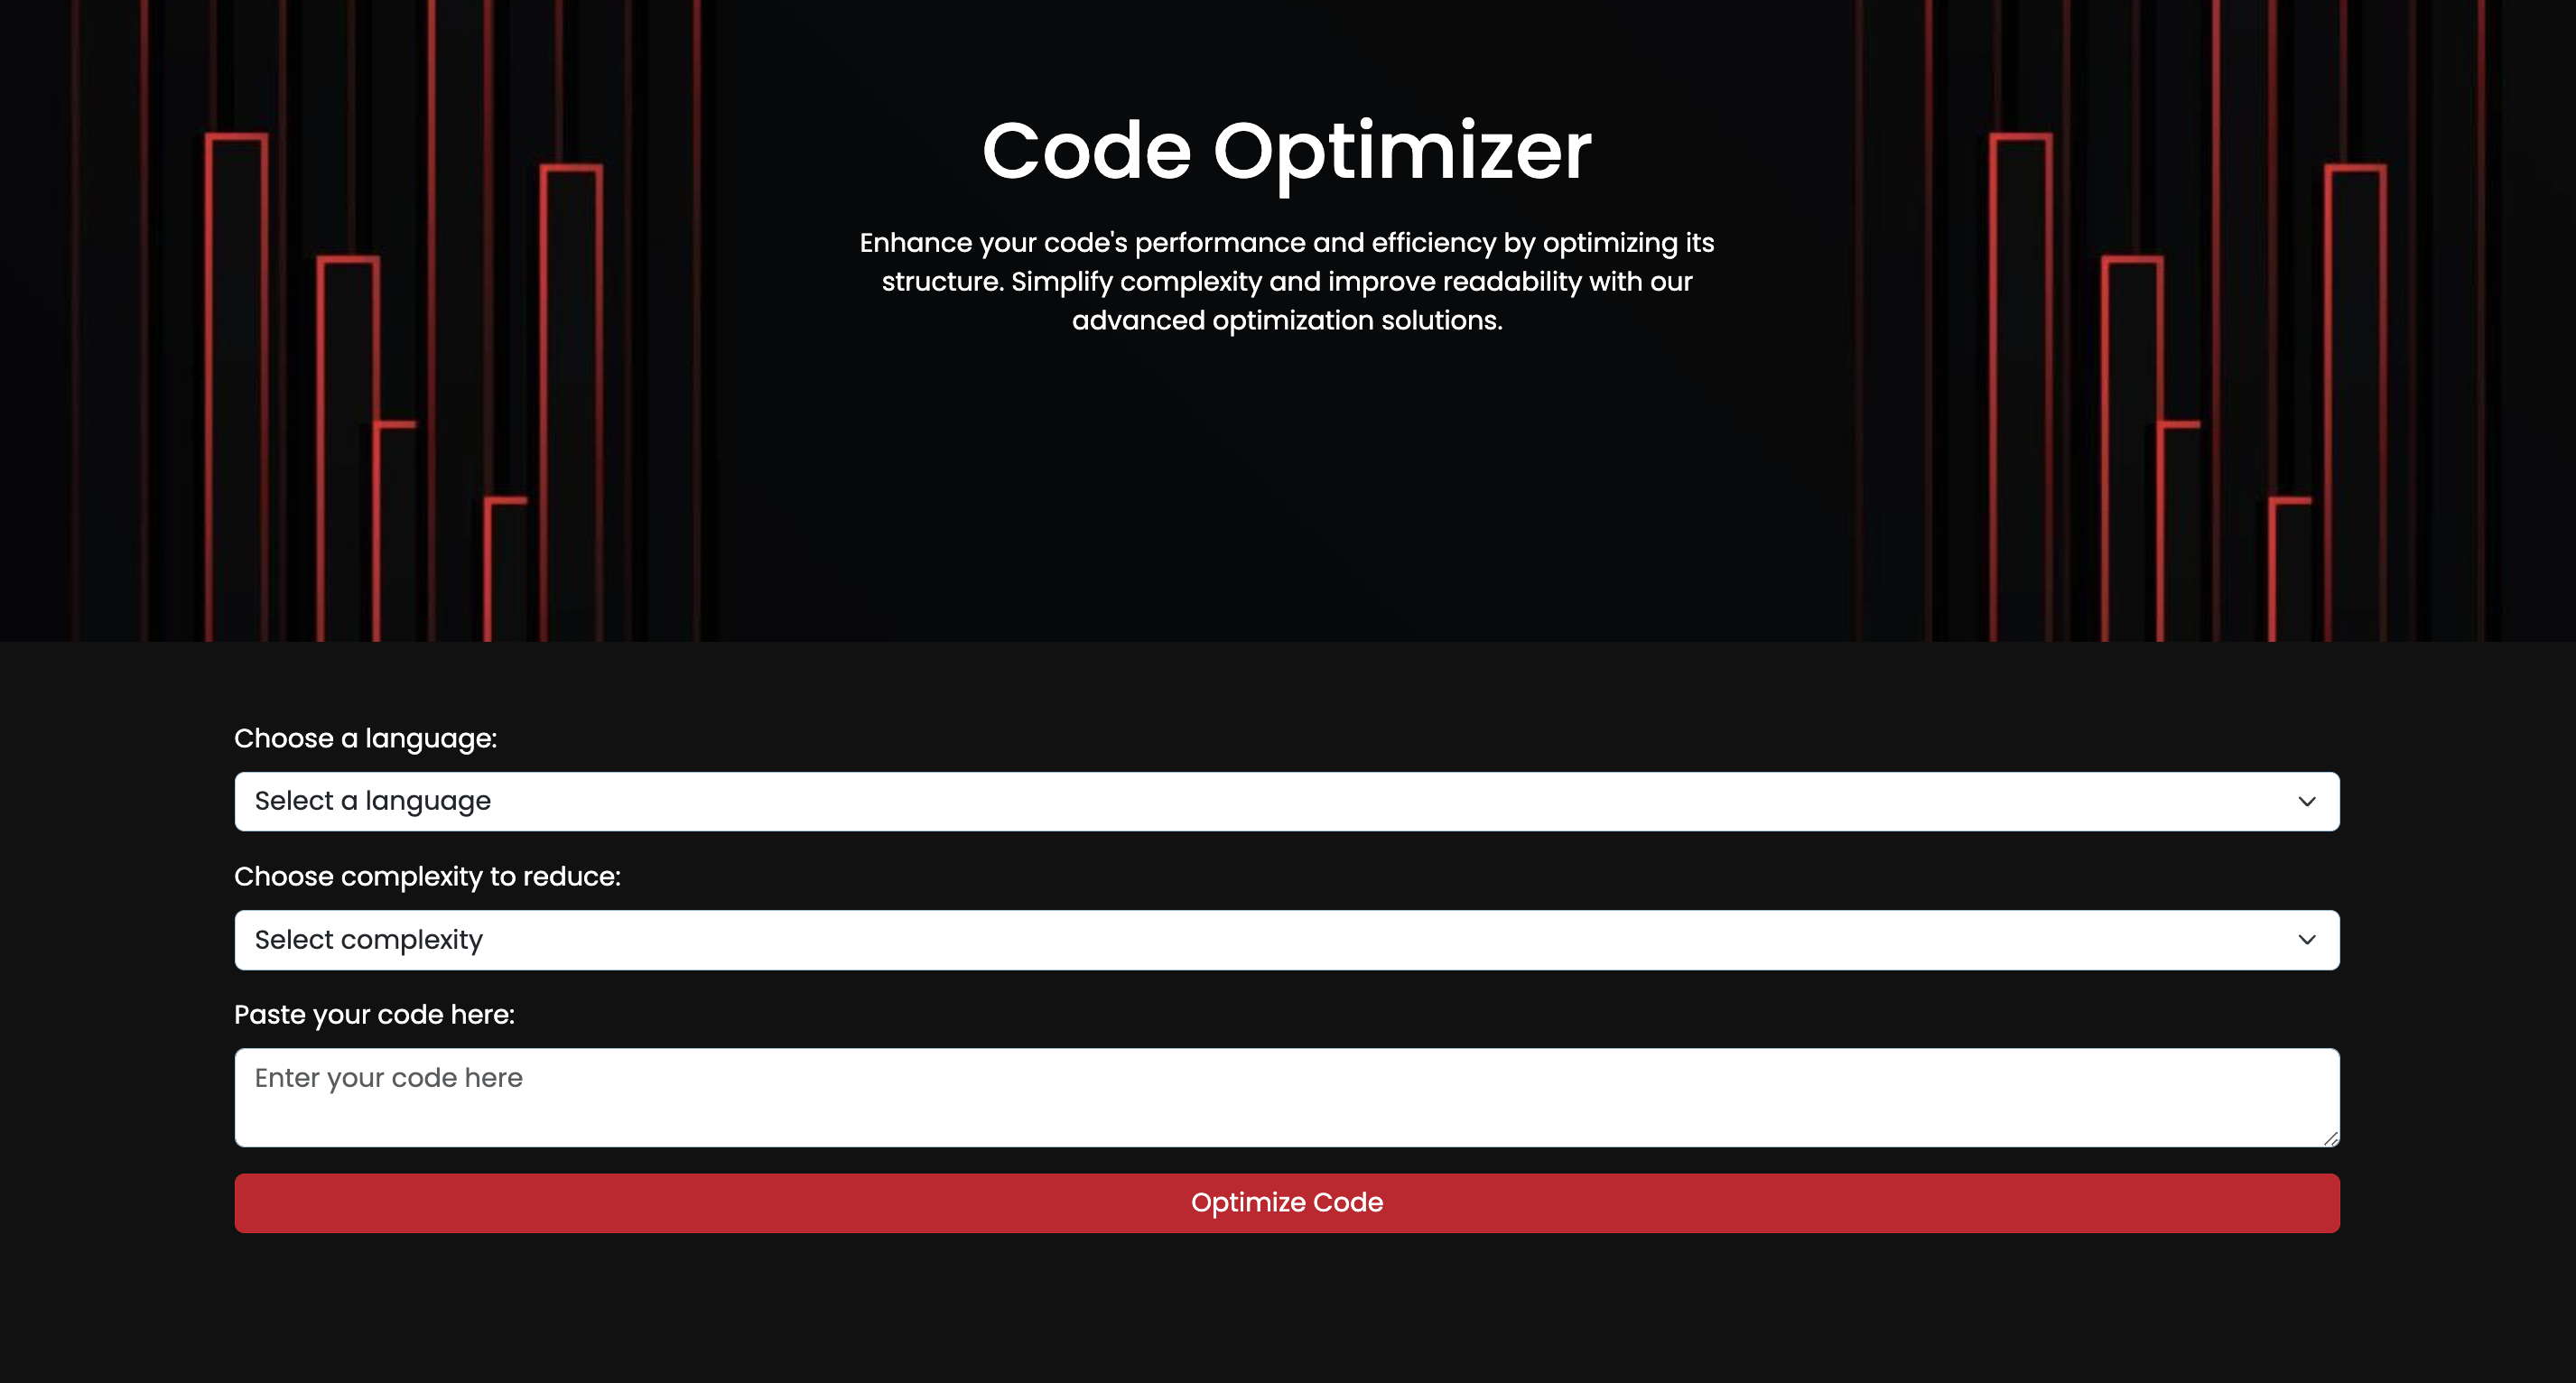 Code Optimizer
Enhance your code's performance and efficiency by optimizing its
structure. Simplify complexity and improve readability with our
advanced optimization solutions.
Choose a language:
Select a language
Choose complexity to reduce:
Select complexity
Paste your code here:
Enter your code here
Optimize Code